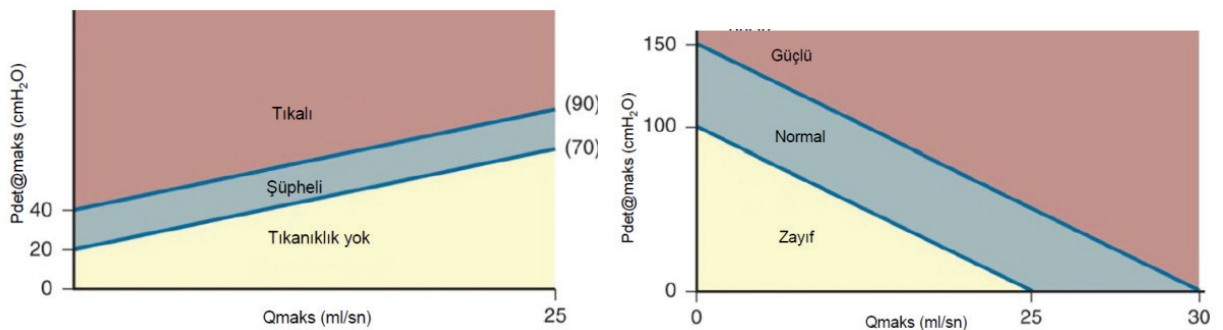 Pdet@maks (cmH₂O)
Tıkalı
Şüpheli
Tıkanıklık yok
(90)
(70)
40
20
0
Qmaks (ml/sn)
25
Pdet@maks (cmH₂O)
150
100
0
Güçlü
Normal
Zayıf
0
Qmaks (ml/sn)
25
30